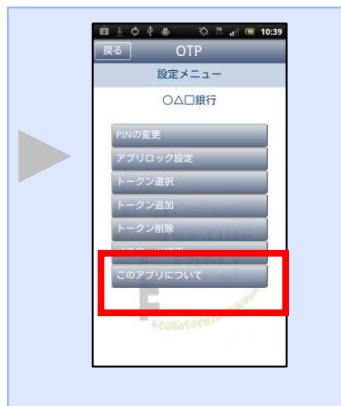 10:39
戻る OTP
設定メニュー
○△□銀行
PINの変更
アプリロック設定
トークン選択
トークン追加
トークン削除
このアプリについて